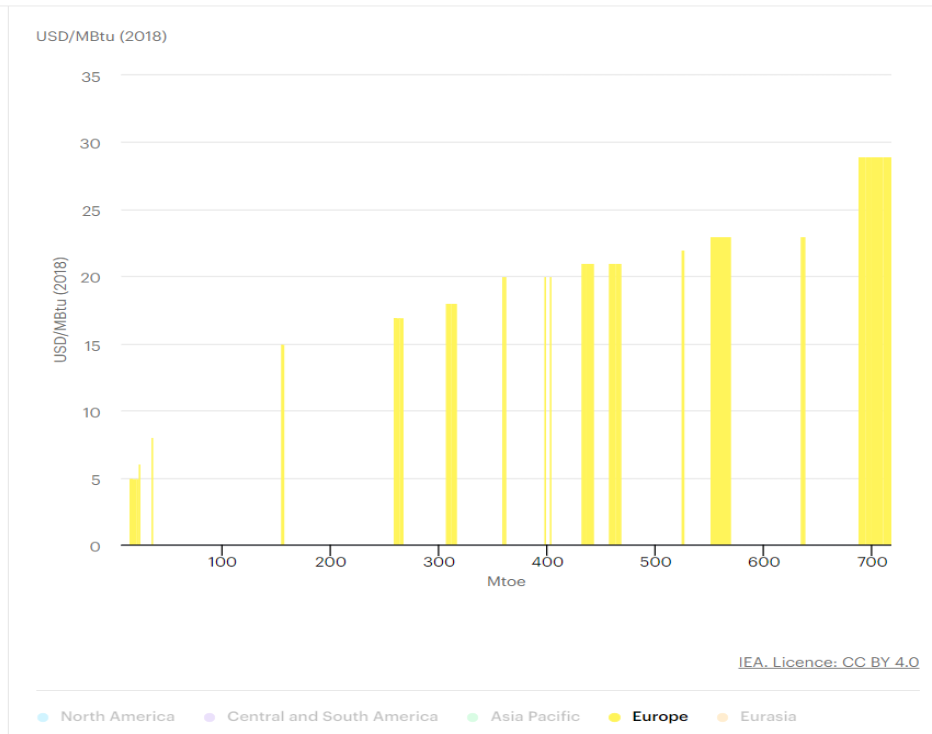 USD/MBtu (2018)
35
30
25
20
15
10
5
0
USD/MBtu (2018)
100 200 300 400 500 600 700
Mtoe
IEA. Licence: CC BY 4.0
North America Central and South America Asia Pacific Europe Eurasia